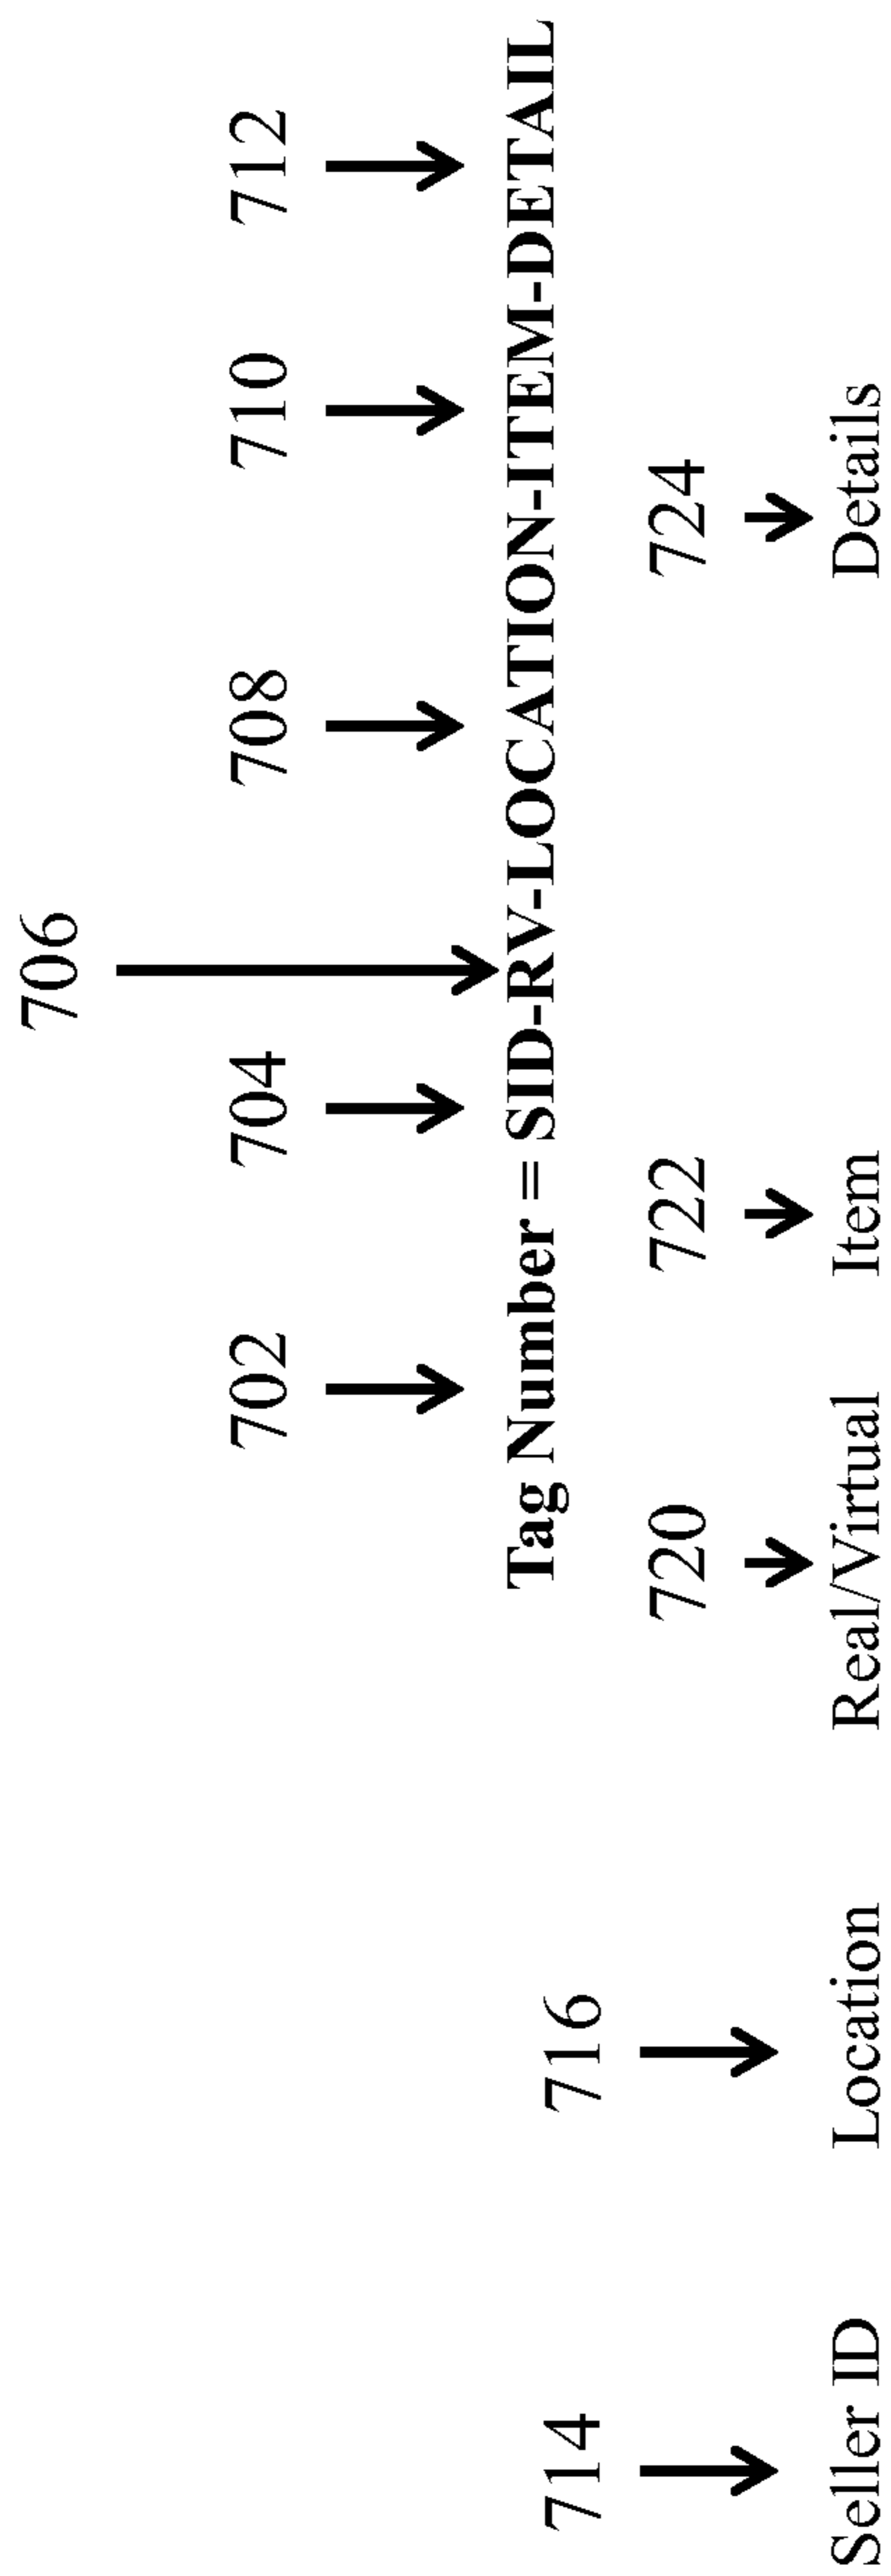 706
702 704 708 710 712
Tag Number = SID-RV-LOCATION-ITEM-DETAIL
714 716
720 722 724
Seller ID Location Real/Virtual Item Details